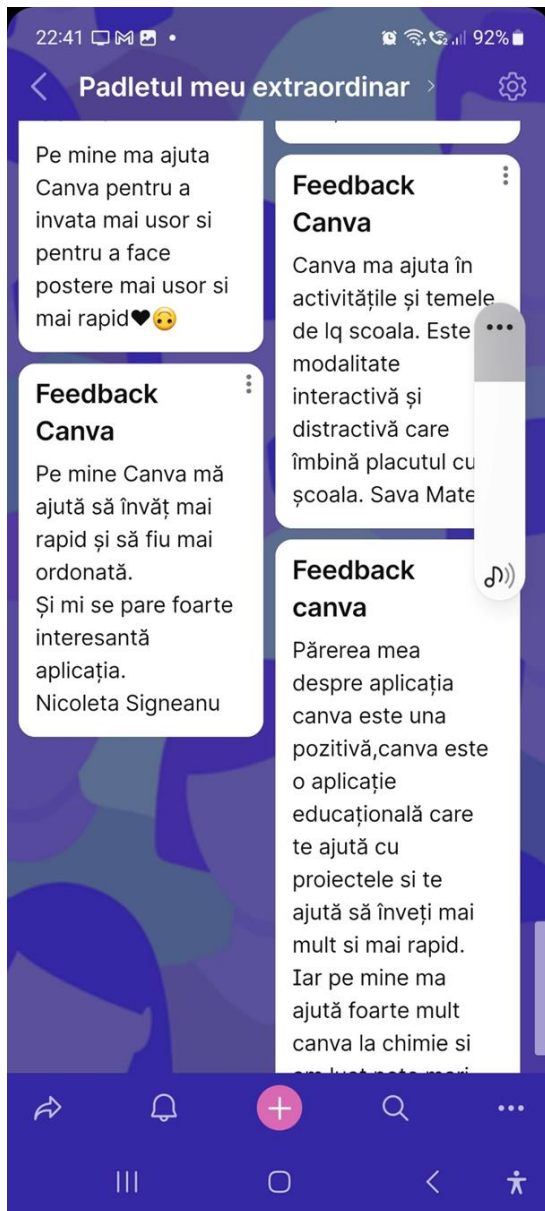 22:41
92%
Padletul meu extraordinar
Pe mine ma ajuta
Canva pentru a
invata mai usor si
pentru a face
postere mai usor si
mai rapid🖤🙃
Feedback
Canva
Pe mine Canva mă
ajută să învăț mai
rapid și să fiu mai
ordonată.
Și mi se pare foarte
interesantă
aplicația.
Nicoleta Signeanu
Feedback
Canva
Canva ma ajuta în
activitățile și temele
de lq scoala. Este
modalitate
interactivă și
distractivă care
îmbină placutul cu
școala. Sava Mate
Feedback
canva
Părerea mea
despre aplicația
canva este una
pozitivă,canva este
o aplicație
educațională care
te ajută cu
proiectele si te
ajută să înveți mai
mult si mai rapid.
Iar pe mine ma
ajută foarte mult
canva la chimie si